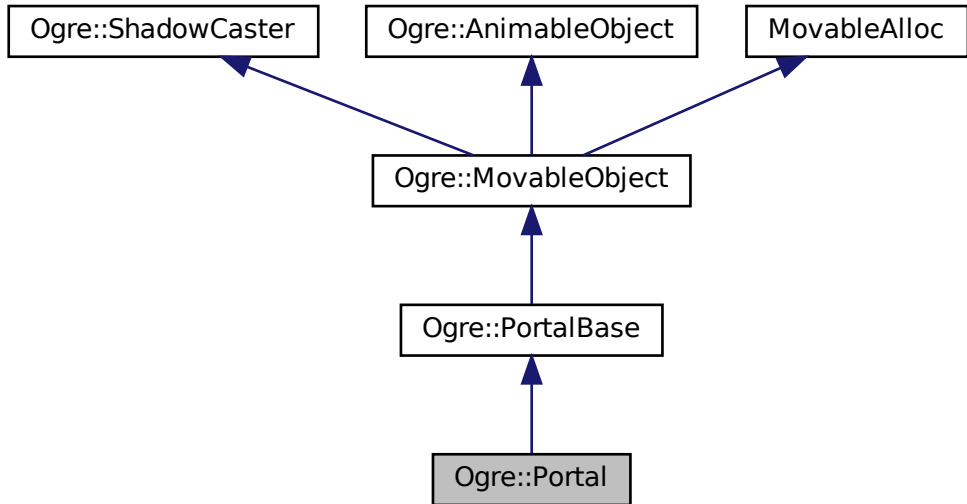 Ogre::ShadowCaster
Ogre::AnimableObject
MovableAlloc
Ogre::MovableObject
Ogre::PortalBase
Ogre::Portal